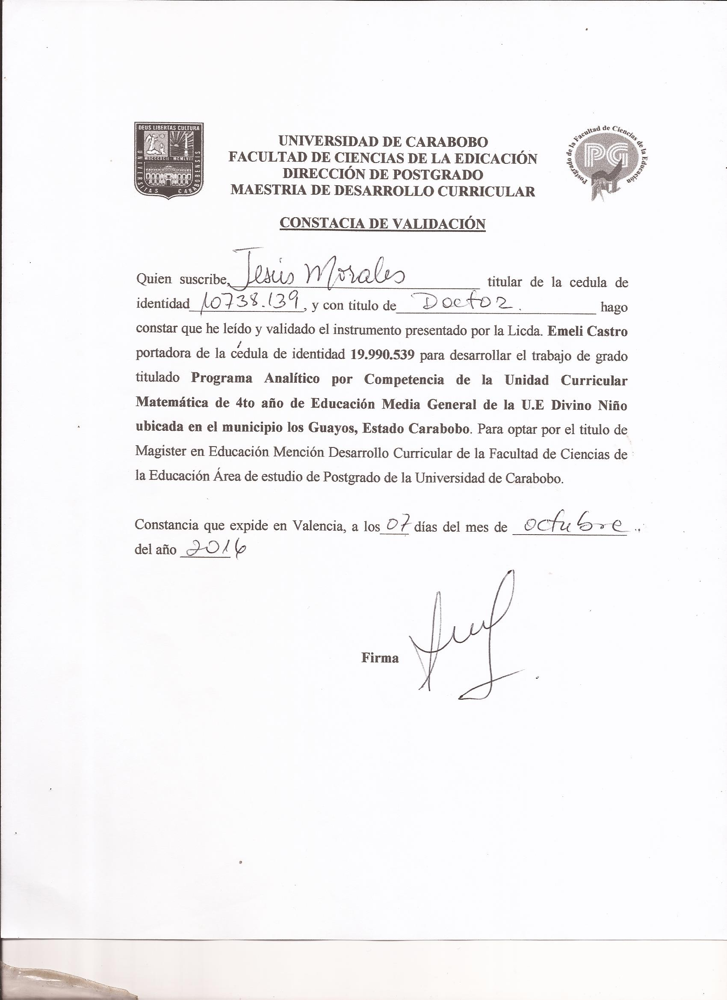 DEUS LIBERTAS CULTURA
MDCCCXCII - MCMLVIII
UNIVERSITAS CARABOBENSIS
Postgrado de la Facultad de Ciencias de la Educación
PG
UNIVERSIDAD DE CARABOBO
FACULTAD DE CIENCIAS DE LA EDICACIÓN
DIRECCIÓN DE POSTGRADO
MAESTRIA DE DESARROLLO CURRICULAR
CONSTACIA DE VALIDACIÓN
Quien suscribe, Jesús Morales titular de la cedula de
identidad 10738.139, y con titulo de Doctor. hago
constar que he leído y validado el instrumento presentado por la Licda. Emeli Castro
portadora de la cédula de identidad 19.990.539 para desarrollar el trabajo de grado
titulado Programa Analítico por Competencia de la Unidad Curricular
Matemática de 4to año de Educación Media General de la U.E Divino Niño
ubicada en el municipio los Guayos, Estado Carabobo. Para optar por el titulo de
Magister en Educación Mención Desarrollo Curricular de la Facultad de Ciencias de
la Educación Área de estudio de Postgrado de la Universidad de Carabobo.
Constancia que expide en Valencia, a los 07 días del mes de octubre.
del año 2016
Firma